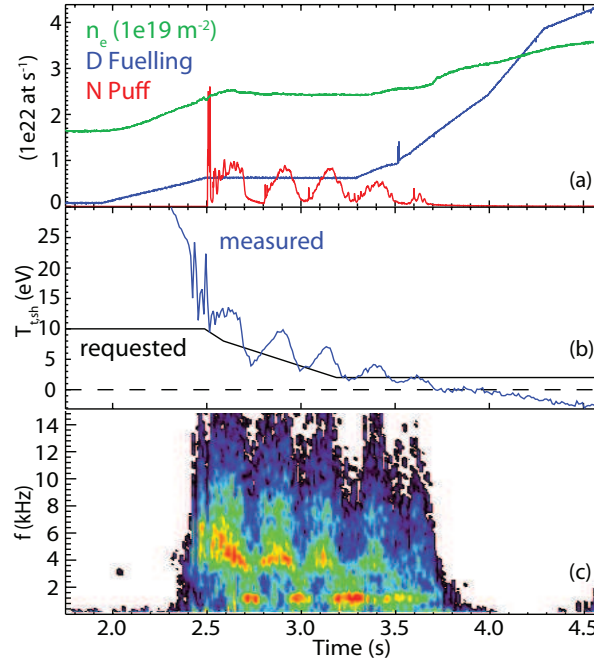 n_e (1e19 m^-2)
D Fuelling
N Puff
(1e22 at s^-1)
4
3
2
1
0
(a)
measured
requested
T_t,sh (eV)
25
20
15
10
5
0
(b)
f (kHz)
14
12
10
8
6
4
2
(c)
2.0 2.5 3.0 3.5 4.0 4.5
Time (s)